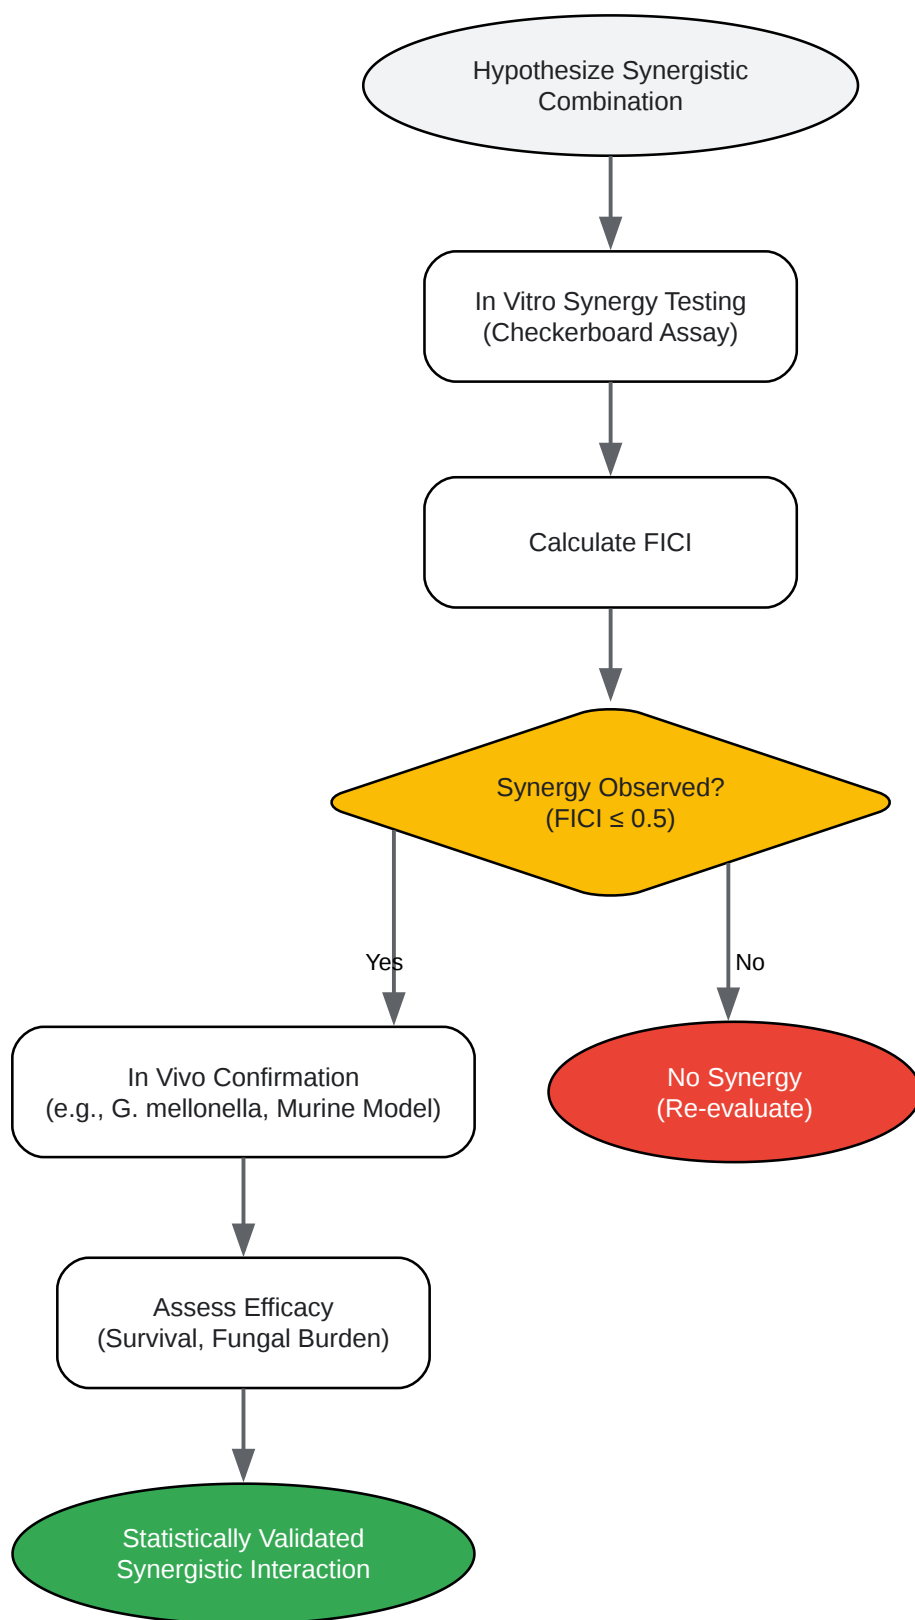 Hypothesize Synergistic
Combination
In Vitro Synergy Testing
(Checkerboard Assay)
Calculate FICI
Synergy Observed?
(FICI ≤ 0.5)
Yes
No
In Vivo Confirmation
(e.g., G. mellonella, Murine Model)
No Synergy
(Re-evaluate)
Assess Efficacy
(Survival, Fungal Burden)
Statistically Validated
Synergistic Interaction